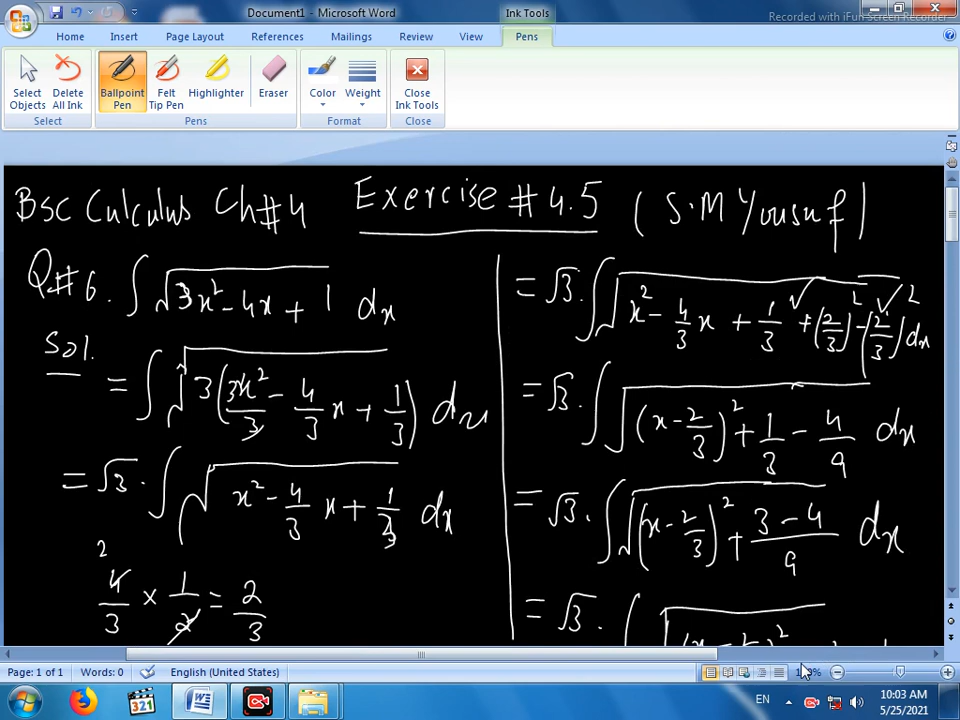 Document1 - Microsoft Word
Ink Tools
Recorded with iFun Screen Recorder
Home Insert Page Layout References Mailings Review View Pens
Select Objects
Delete All Ink
Ballpoint Pen
Felt Tip Pen
Highlighter
Eraser
Color
Weight
Close Ink Tools
Select Pens Format Close
Bsc Calculus Ch#4 Exercise #4.5 (S.M Yousuf)
Q#6. ∫√(3x²-4x+1) dx
Sol.
= ∫√(3(3x²/3 - 4/3 x + 1/3)) dx
= √3. ∫√(x² - 4/3 x + 1/3) dx
2
4/3 × 1/2 = 2/3
= √3. ∫√(x² - 4/3 x + 1/3 + (2/3)² - (2/3)²) dx
= √3. ∫√((x-2/3)² + 1/3 - 4/9) dx
= √3. ∫√((x-2/3)² + (3-4)/9) dx
= √3. ∫
Page: 1 of 1 Words: 0 English (United States)
321
EN
10:03 AM
5/25/2021